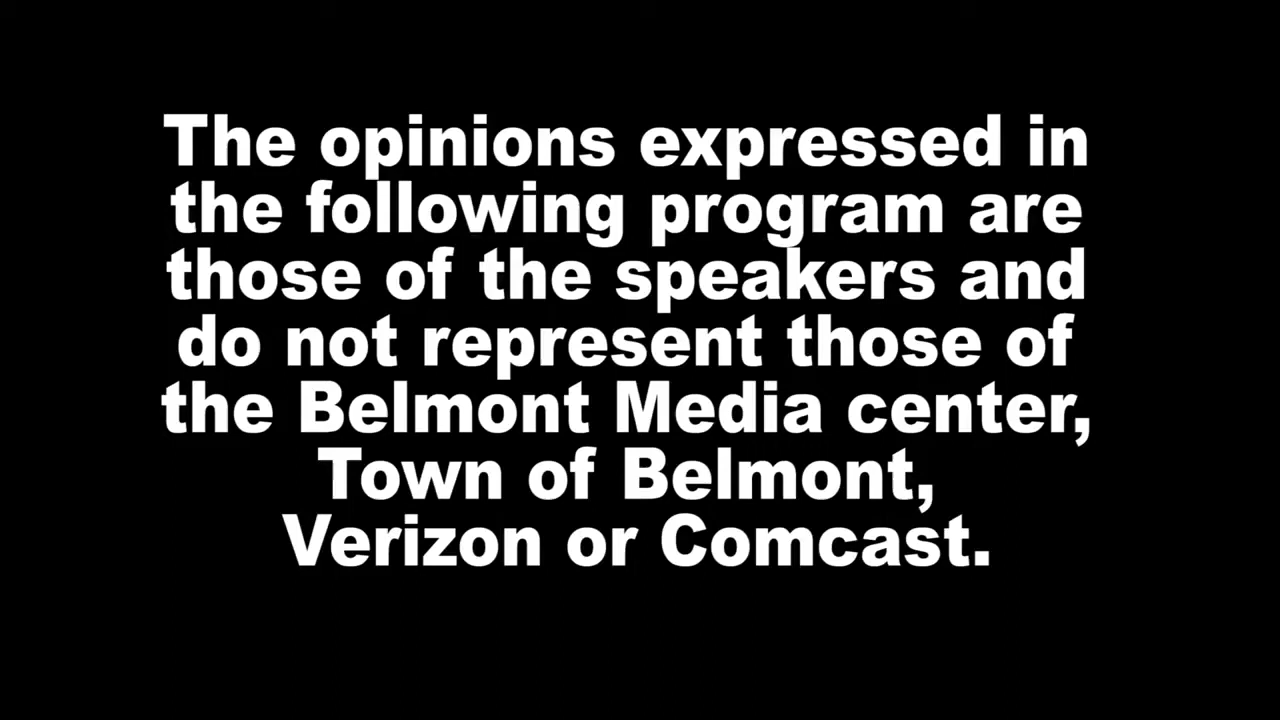 The opinions expressed in
the following program are
those of the speakers and
do not represent those of
the Belmont Media center,
Town of Belmont,
Verizon or Comcast.